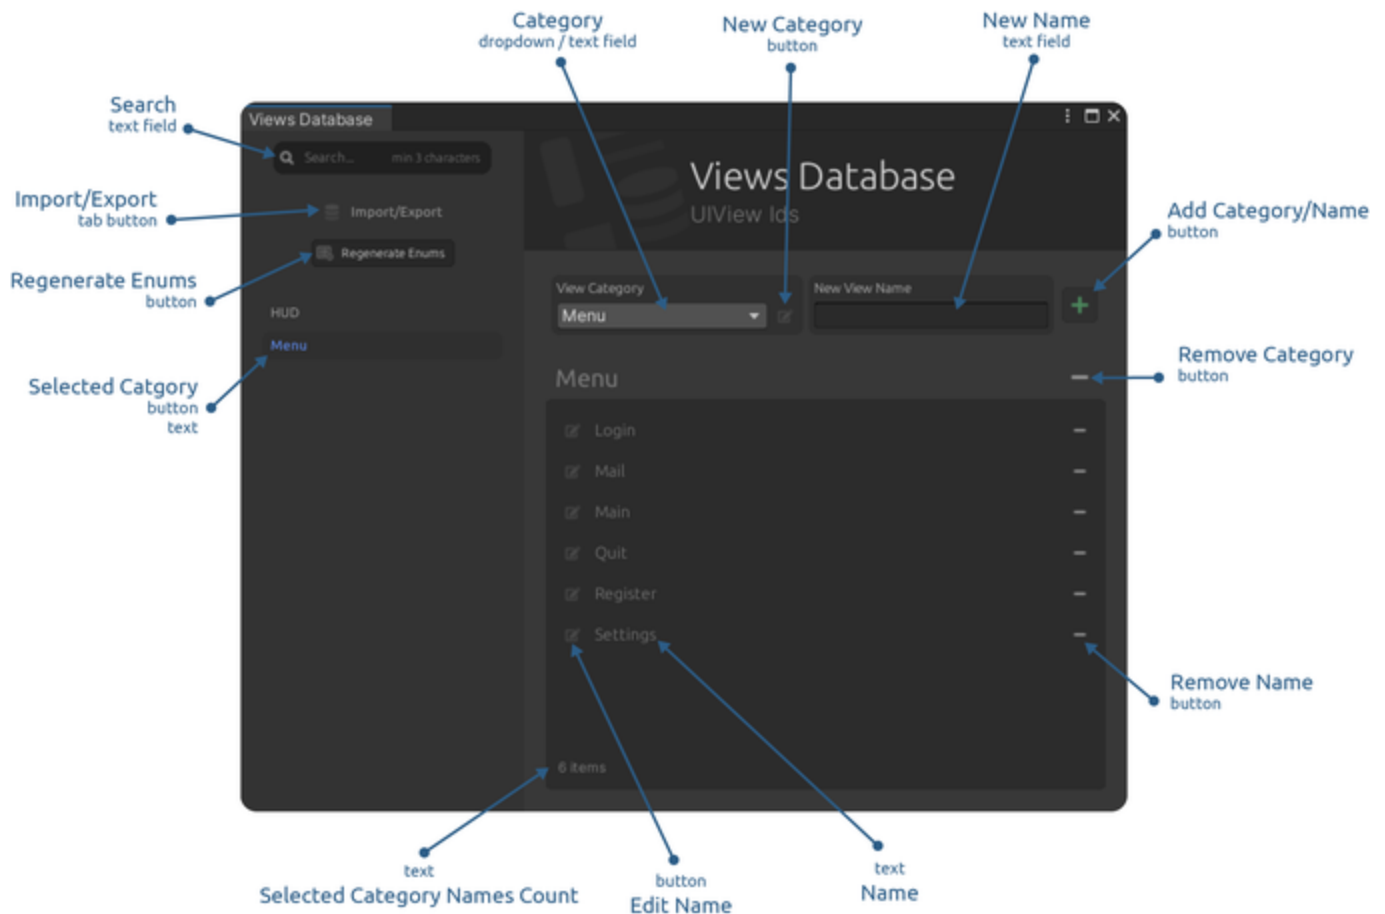 Category
dropdown / text field
New Category
button
New Name
text field
Search
text field
Views Database
Search...
min 3 characters
Views Database
UIView Ids
Import/Export
tab button
Import/Export
Add Category/Name
button
Regenerate Enums
button
Regenerate Enums
View Category
New View Name
Menu
HUD
Menu
Remove Category
button
Selected Catgory
button
text
Menu
Login
Mail
Main
Quit
Register
Settings
Remove Name
button
6 items
text
Selected Category Names Count
button
Edit Name
text
Name